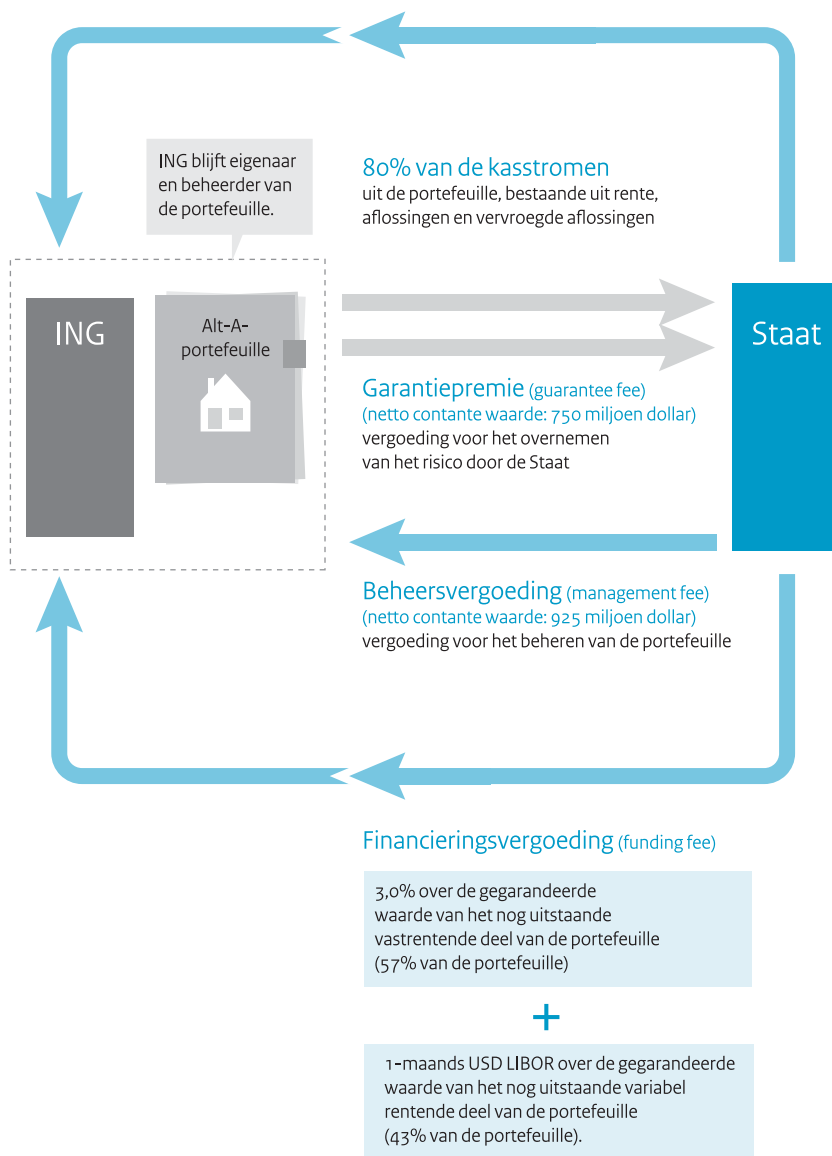 ING blijft eigenaar
en beheerder van
de portefeuille.
80% van de kasstromen
uit de portefeuille, bestaande uit rente,
aflossingen en vervroegde aflossingen
ING
Alt-A-
portefeuille
Staat
Garantiepremie (guarantee fee)
(netto contante waarde: 750 miljoen dollar)
vergoeding voor het overnemen
van het risico door de Staat
Beheersvergoeding (management fee)
(netto contante waarde: 925 miljoen dollar)
vergoeding voor het beheren van de portefeuille
Financieringsvergoeding (funding fee)
3,0% over de gegarandeerde
waarde van het nog uitstaande
vastrentende deel van de portefeuille
(57% van de portefeuille)
+
1-maands USD LIBOR over de gegarandeerde
waarde van het nog uitstaande variabel
rentende deel van de portefeuille
(43% van de portefeuille).